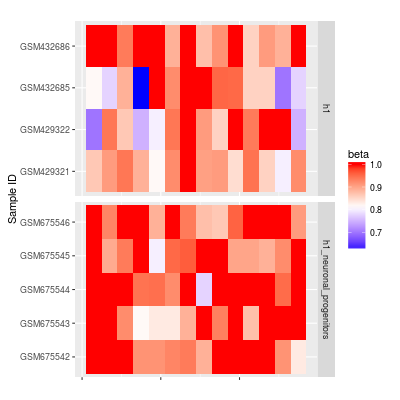 GSM432686
GSM432685
GSM429322
GSM429321
h1
GSM675546
GSM675545
GSM675544
GSM675543
GSM675542
h1_neuronal_progenitors
Sample ID
beta
1.0
0.9
0.8
0.7